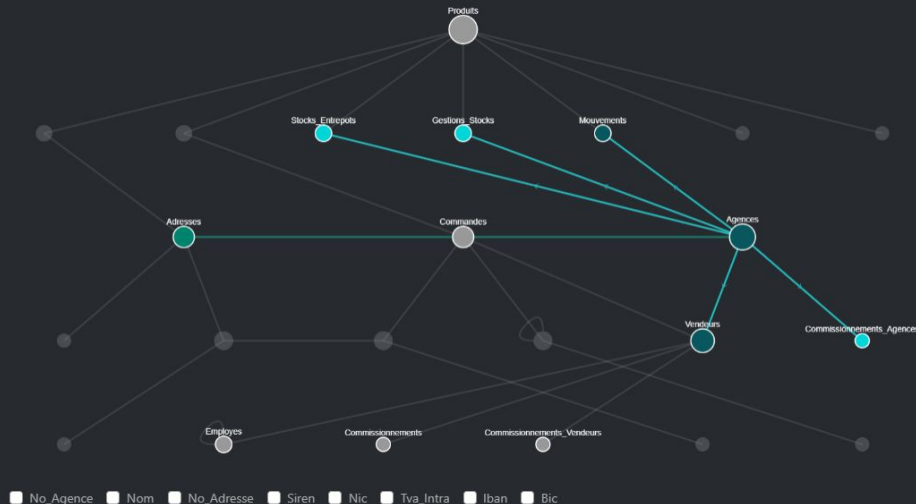 Produits
Stocks_Entrepots
Gestions_Stocks
Mouvements
Adresses
Commandes
Agences
Vendeurs
Commissionnements_Agences
Employes
Commissionnements
Commissionnements_Vendeurs
No_Agence Nom No_Adresse Siren Nic Tva_Intra Iban Bic